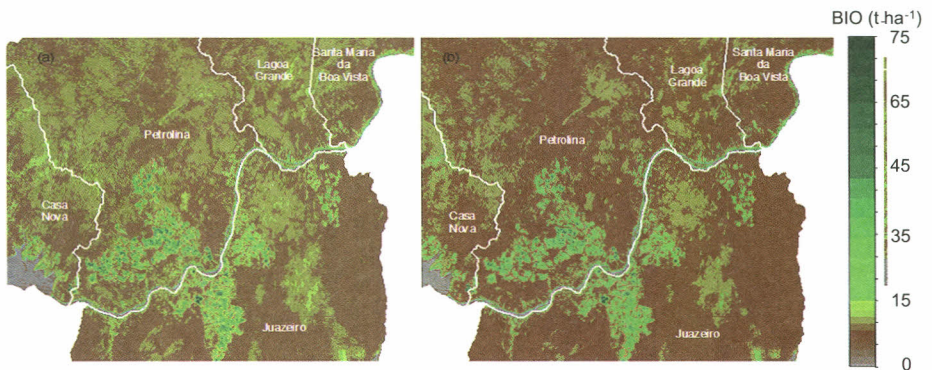 BIO (t.ha-1)
(a)
Santa Maria
da
Boa Vista
Lagoa
Grande
Petrolina
Casa
Nova
Juazeiro
(b)
Santa Maria
da
Boa Vista
Lagoa
Grande
Petrolina
Casa
Nova
Juazeiro
75
65
45
35
15
0